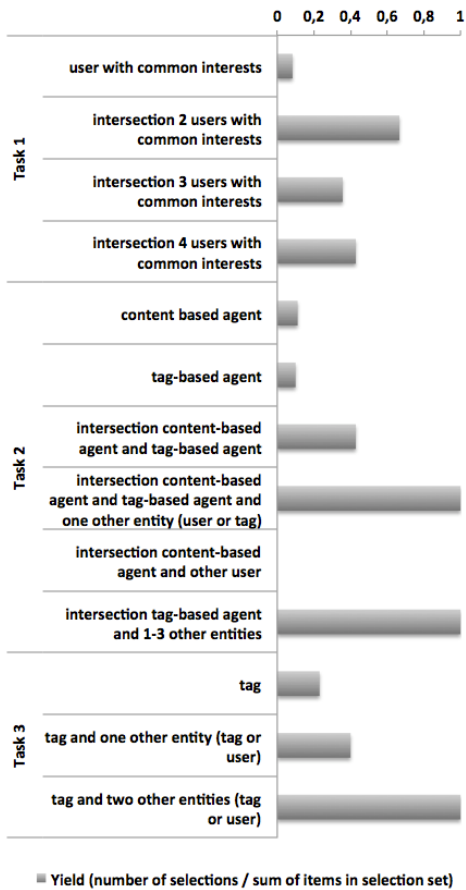 0 0,2 0,4 0,6 0,8 1
Task 1
user with common interests
intersection 2 users with
common interests
intersection 3 users with
common interests
intersection 4 users with
common interests
Task 2
content based agent
tag-based agent
intersection content-based
agent and tag-based agent
intersection content-based
agent and tag-based agent and
one other entity (user or tag)
intersection content-based
agent and other user
intersection tag-based agent
and 1-3 other entities
Task 3
tag
tag and one other entity (tag or
user)
tag and two other entities (tag
or user)
Yield (number of selections / sum of items in selection set)